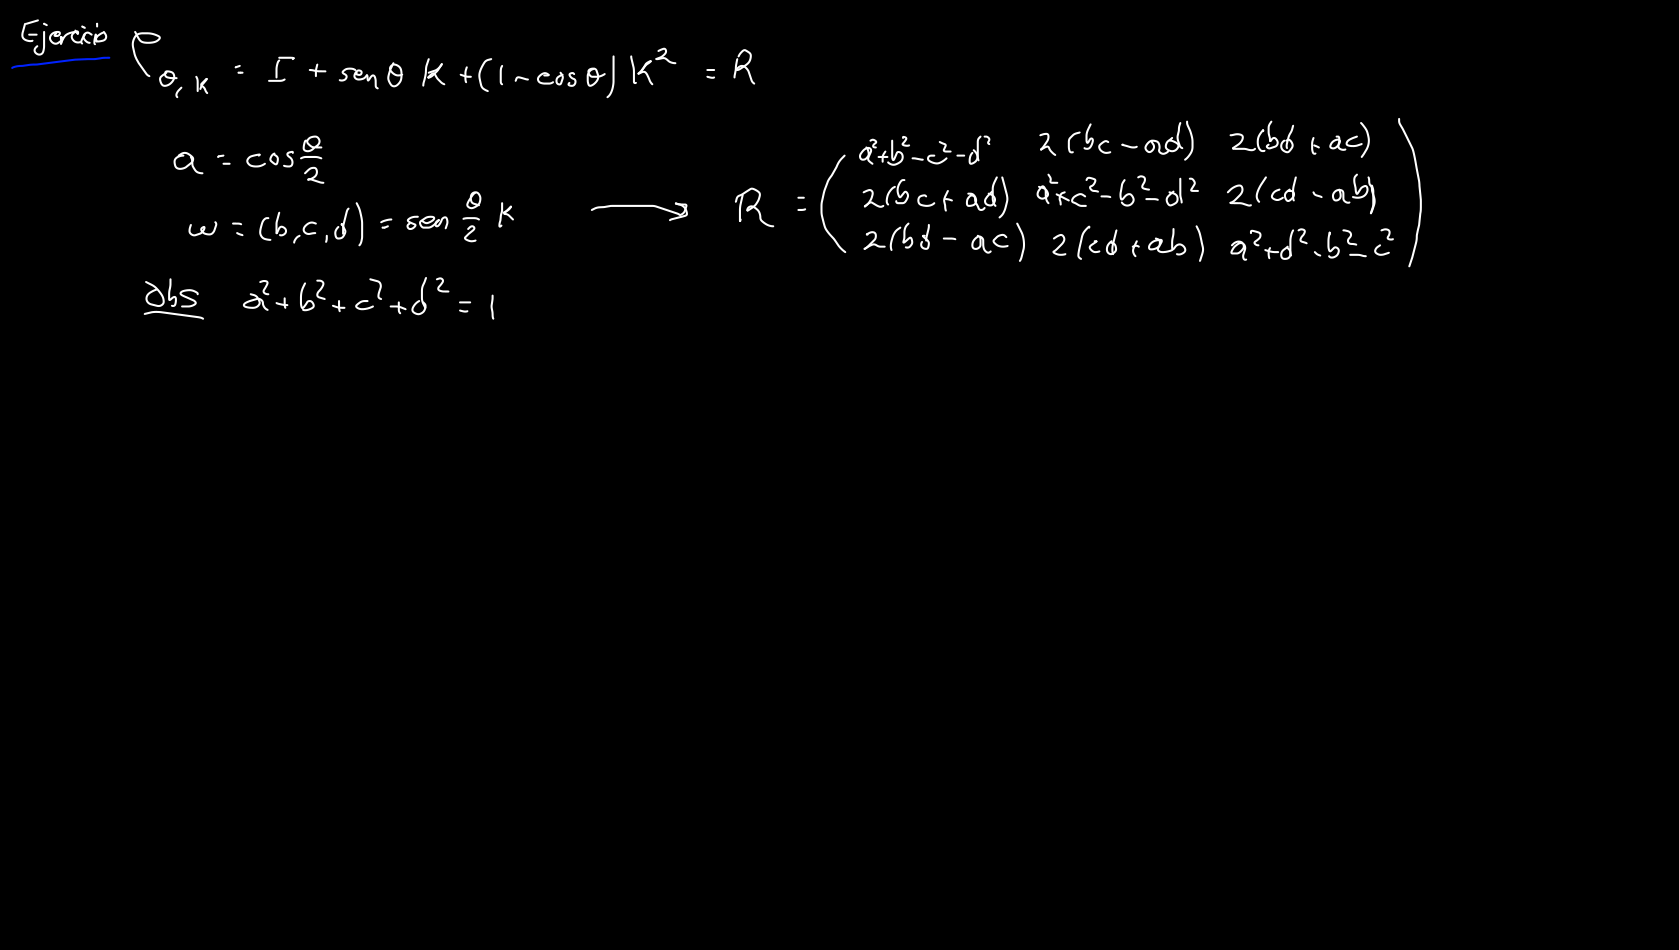 Ejercicio ρ_{θ, k} = I + sen θ K + (1 - cos θ) K² = R
a = cos θ/2
w = (b, c, d) = sen θ/2 k ⟶ R = ( a²+b²-c²-d² 2(bc - ad) 2(bd + ac)
2(bc + ad) a²+c²-b²-d² 2(cd - ab)
2(bd - ac) 2(cd + ab) a²+d²-b²-c² )
Obs a² + b² + c² + d² = 1